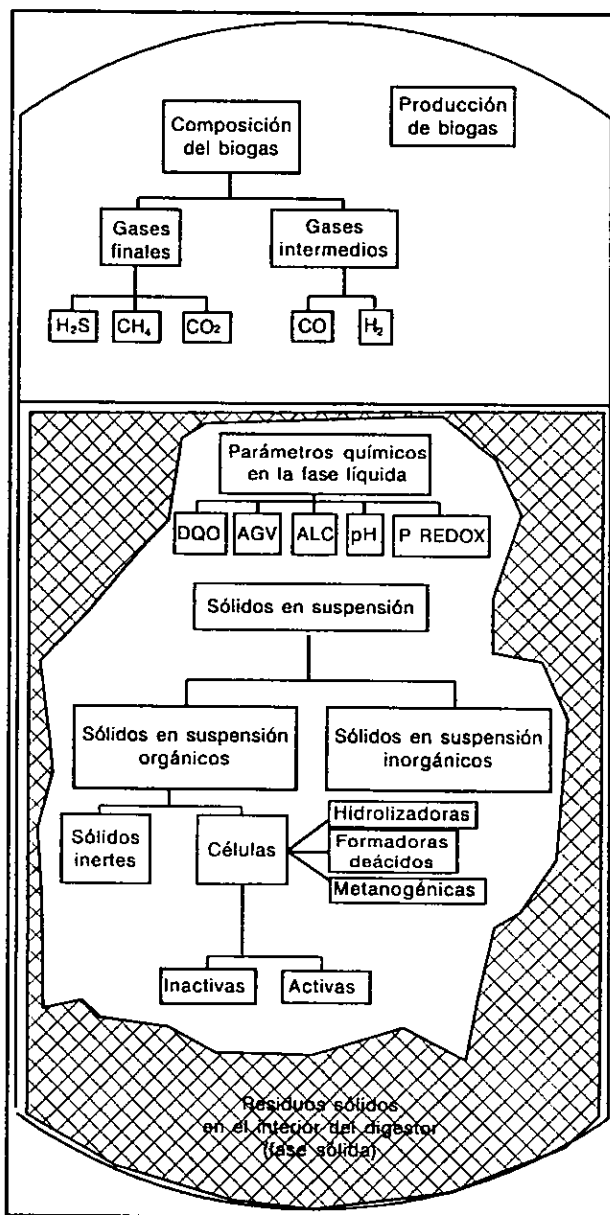 Composición
del biogas
Producción
de biogas
Gases
finales
Gases
intermedios
H₂S
CH₄
CO₂
CO
H₂
Parámetros químicos
en la fase líquida
DQO
AGV
ALC
pH
P REDOX
Sólidos en suspensión
Sólidos en suspensión
orgánicos
Sólidos en suspensión
inorgánicos
Sólidos
inertes
Células
Hidrolizadoras
Formadoras
deácidos
Metanogénicas
Inactivas
Activas
Residuos sólidos
en el interior del digestor
(fase sólida)